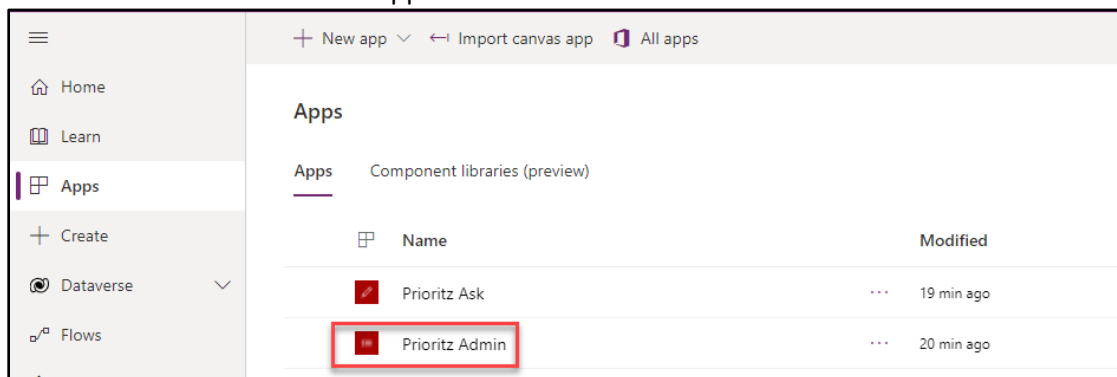 New app
Import canvas app
All apps
Home
Learn
Apps
Create
Dataverse
Flows
Apps
Apps
Component libraries (preview)
Name
Modified
Prioritz Ask
19 min ago
Prioritz Admin
20 min ago